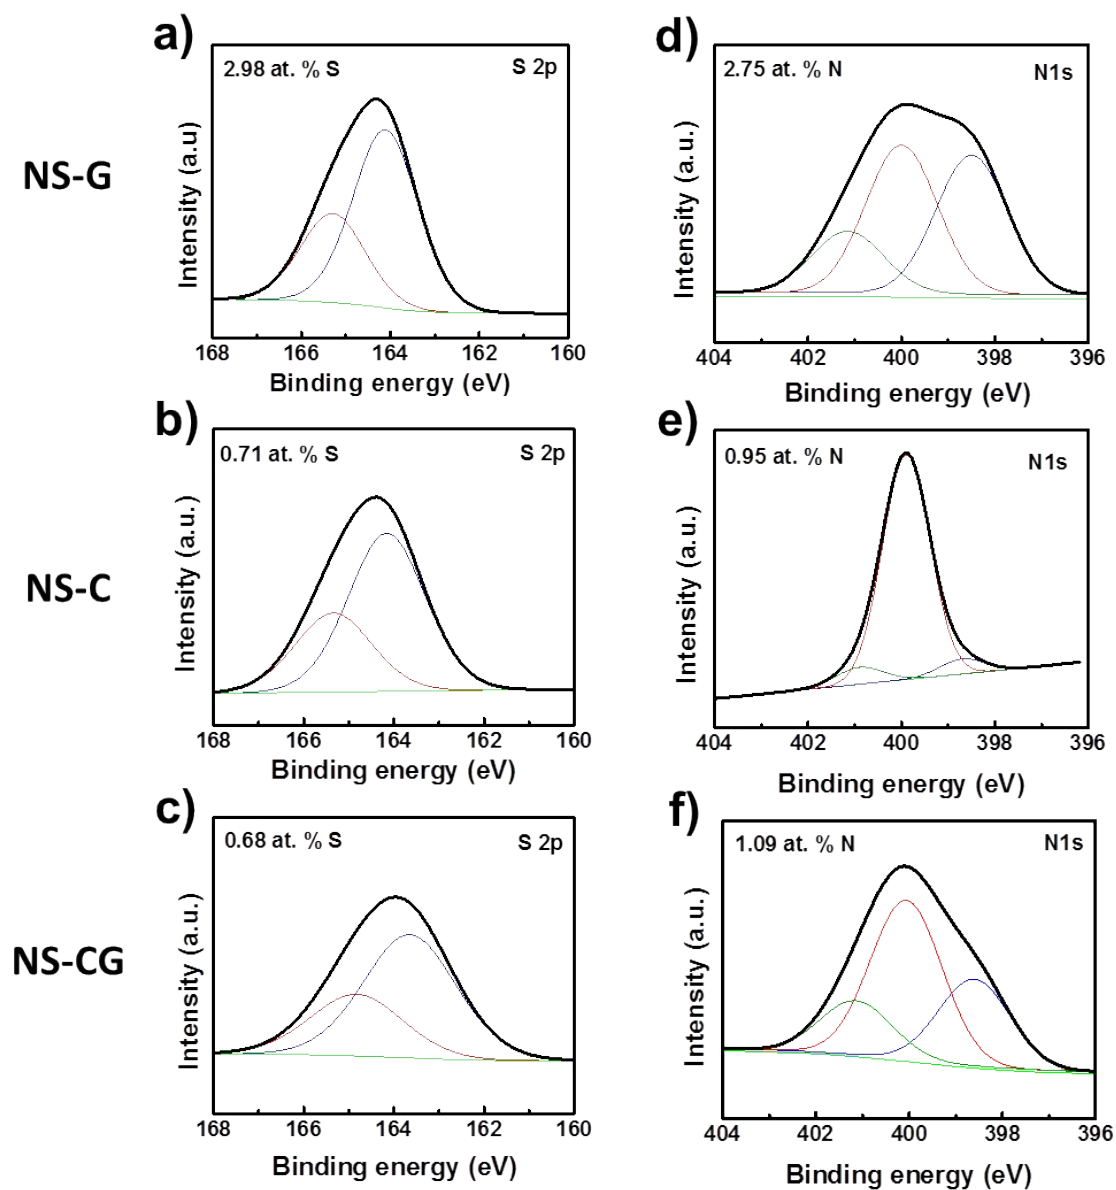 a)
2.98 at. % S
S 2p
NS-G
Intensity (a.u)
168
166
164
162
160
Binding energy (eV)
d)
2.75 at. % N
N1s
Intensity (a.u.)
404
402
400
398
396
Binding energy (eV)
b)
0.71 at. % S
S 2p
NS-C
Intensity (a.u.)
168
166
164
162
160
Binding energy (eV)
e)
0.95 at. % N
N1s
Intensity (a.u.)
404
402
400
398
396
Binding energy (eV)
c)
0.68 at. % S
S 2p
NS-CG
Intensity (a.u.)
168
166
164
162
160
Binding energy (eV)
f)
1.09 at. % N
N1s
Intensity (a.u.)
404
402
400
398
396
Binding energy (eV)